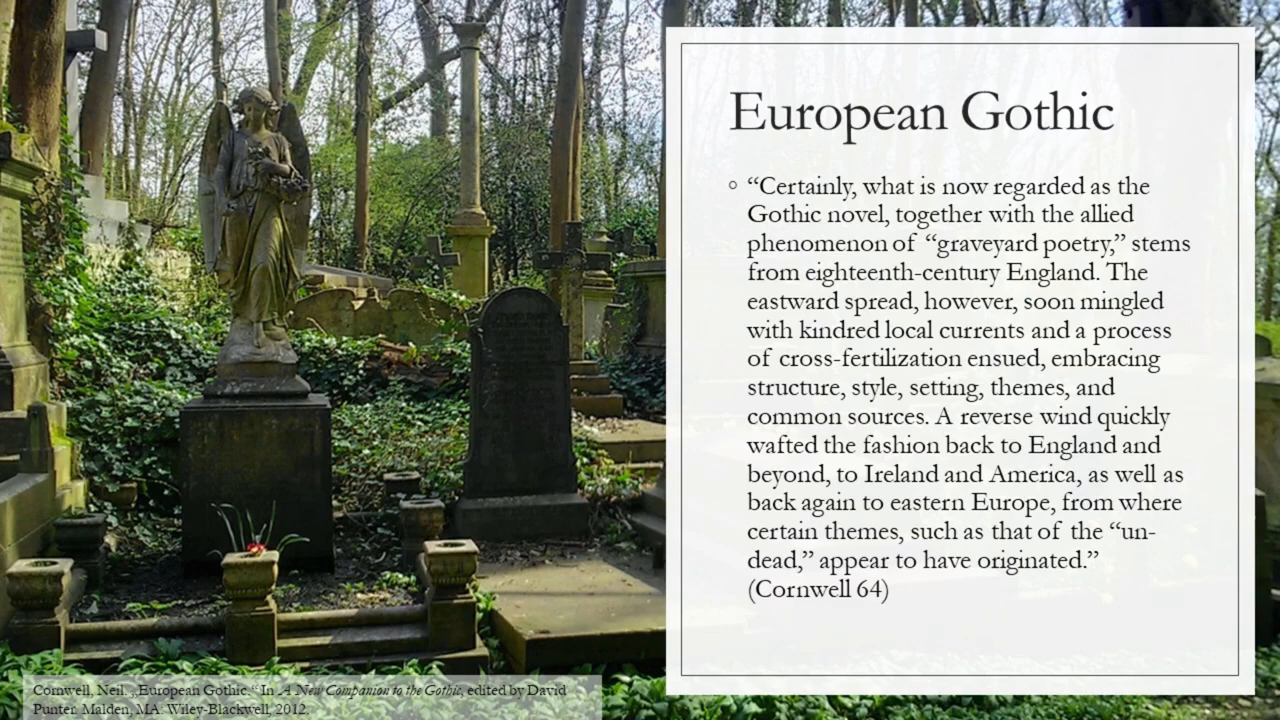 European Gothic
◦ “Certainly, what is now regarded as the
Gothic novel, together with the allied
phenomenon of “graveyard poetry,” stems
from eighteenth-century England. The
eastward spread, however, soon mingled
with kindred local currents and a process
of cross-fertilization ensued, embracing
structure, style, setting, themes, and
common sources. A reverse wind quickly
wafted the fashion back to England and
beyond, to Ireland and America, as well as
back again to eastern Europe, from where
certain themes, such as that of the “un-
dead,” appear to have originated.”
(Cornwell 64)
Cornwell, Neil. „European Gothic.“ In A New Companion to the Gothic, edited by David
Punter. Malden, MA: Wiley-Blackwell, 2012.